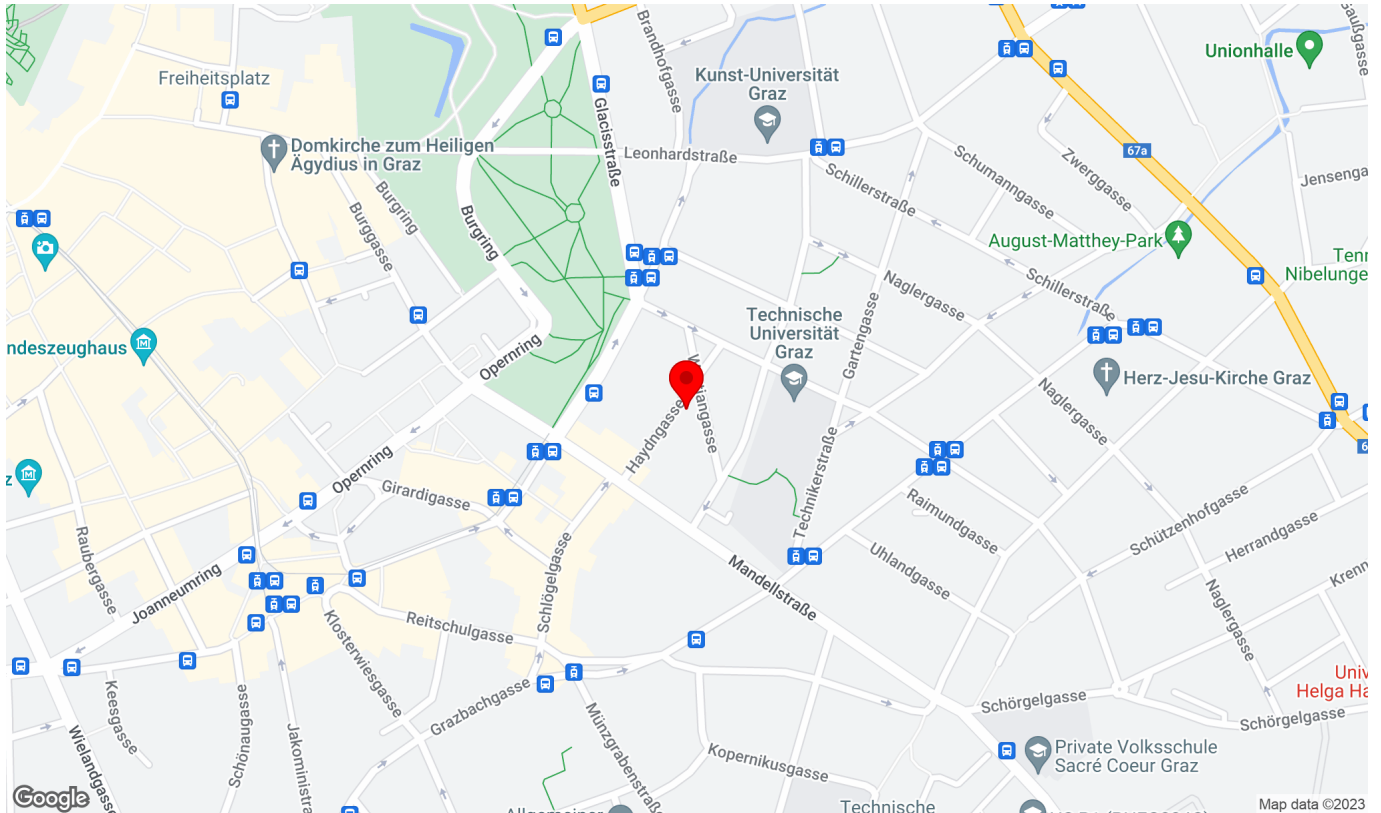 Brandhofgasse
Gaußgasse
Unionhalle
Freiheitsplatz
Kunst-Universität
Graz
Glacisstraße
67a
Domkirche zum Heiligen
Ägydius in Graz
Leonhardstraße
Schumanngasse
Zwerggasse
Jensenga
Burgring
Schillerstraße
Burggasse
Burgring
August-Matthey-Park
Tenn
Nibelunge
Naglergasse
Schillerstraße
Technische
Universität
Graz
Gartengasse
ndeszeughaus
Opernring
Herz-Jesu-Kirche Graz
Naglergasse
Haydngasse
Opernring
Girardigasse
Technikerstraße
Raimundgasse
Schützenhofgasse
Herrandgasse
Raubergasse
Uhlandgasse
Krenn
Mandellstraße
Schlögelgasse
Joanneumring
Reitschulgasse
Klosterwiesgasse
Naglergasse
Univ
Helga Ha
Keesgasse
Schönaugasse
Grazbachgasse
Schörgelgasse
Schörgelgasse
Wielandgasse
Jakoministra
Münzgrabenstraße
Kopernikusgasse
Private Volksschule
Sacré Coeur Graz
Google
Allgemeiner
Technische
Map data ©2023